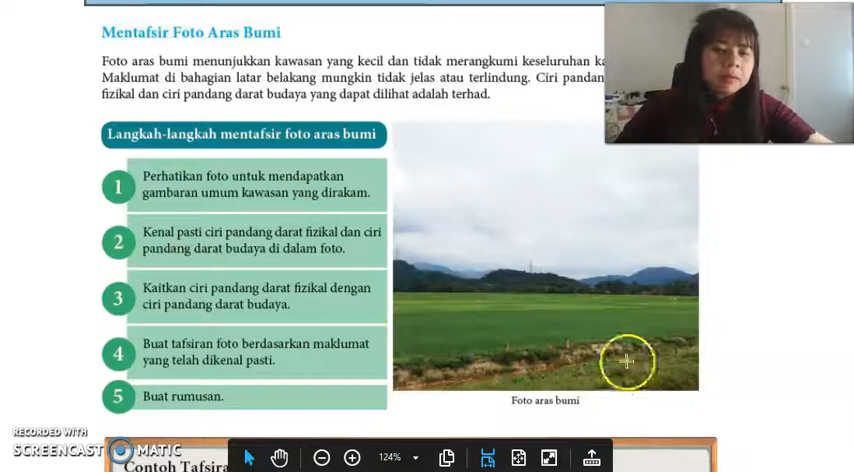 Mentafsir Foto Aras Bumi
Foto aras bumi menunjukkan kawasan yang kecil dan tidak merangkumi keseluruhan
Maklumat di bahagian latar belakang mungkin tidak jelas atau terlindung. Ciri
fizikal dan ciri pandang darat budaya yang dapat dilihat adalah terhad.
Langkah-langkah mentafsir foto aras bumi
1 Perhatikan foto untuk mendapatkan
gambaran umum kawasan yang dirakam.
2 Kenal pasti ciri pandang darat fizikal dan ciri
pandang darat budaya di dalam foto.
3 Kaitkan ciri pandang darat fizikal dengan
ciri pandang darat budaya.
4 Buat tafsiran foto berdasarkan maklumat
yang telah dikenal pasti.
5 Buat rumusan.
Foto aras bumi
RECORDED WITH
SCREENCAST MATIC
124%
Contoh